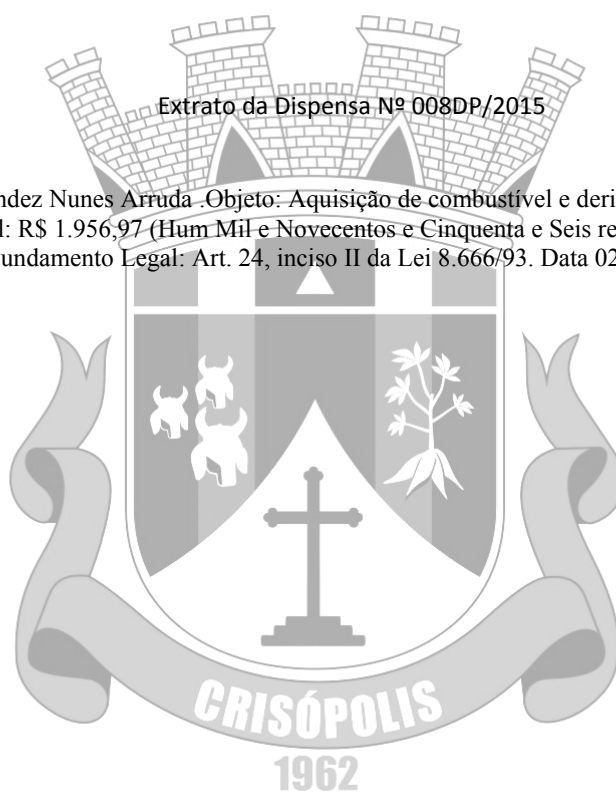 Extrato da Dispensa Nº 008DP/2015
ndez Nunes Arruda .Objeto: Aquisição de combustível e deri
l: R$ 1.956,97 (Hum Mil e Novecentos e Cinquenta e Seis re
undamento Legal: Art. 24, inciso II da Lei 8.666/93. Data 02
CRISÓPOLIS
1962